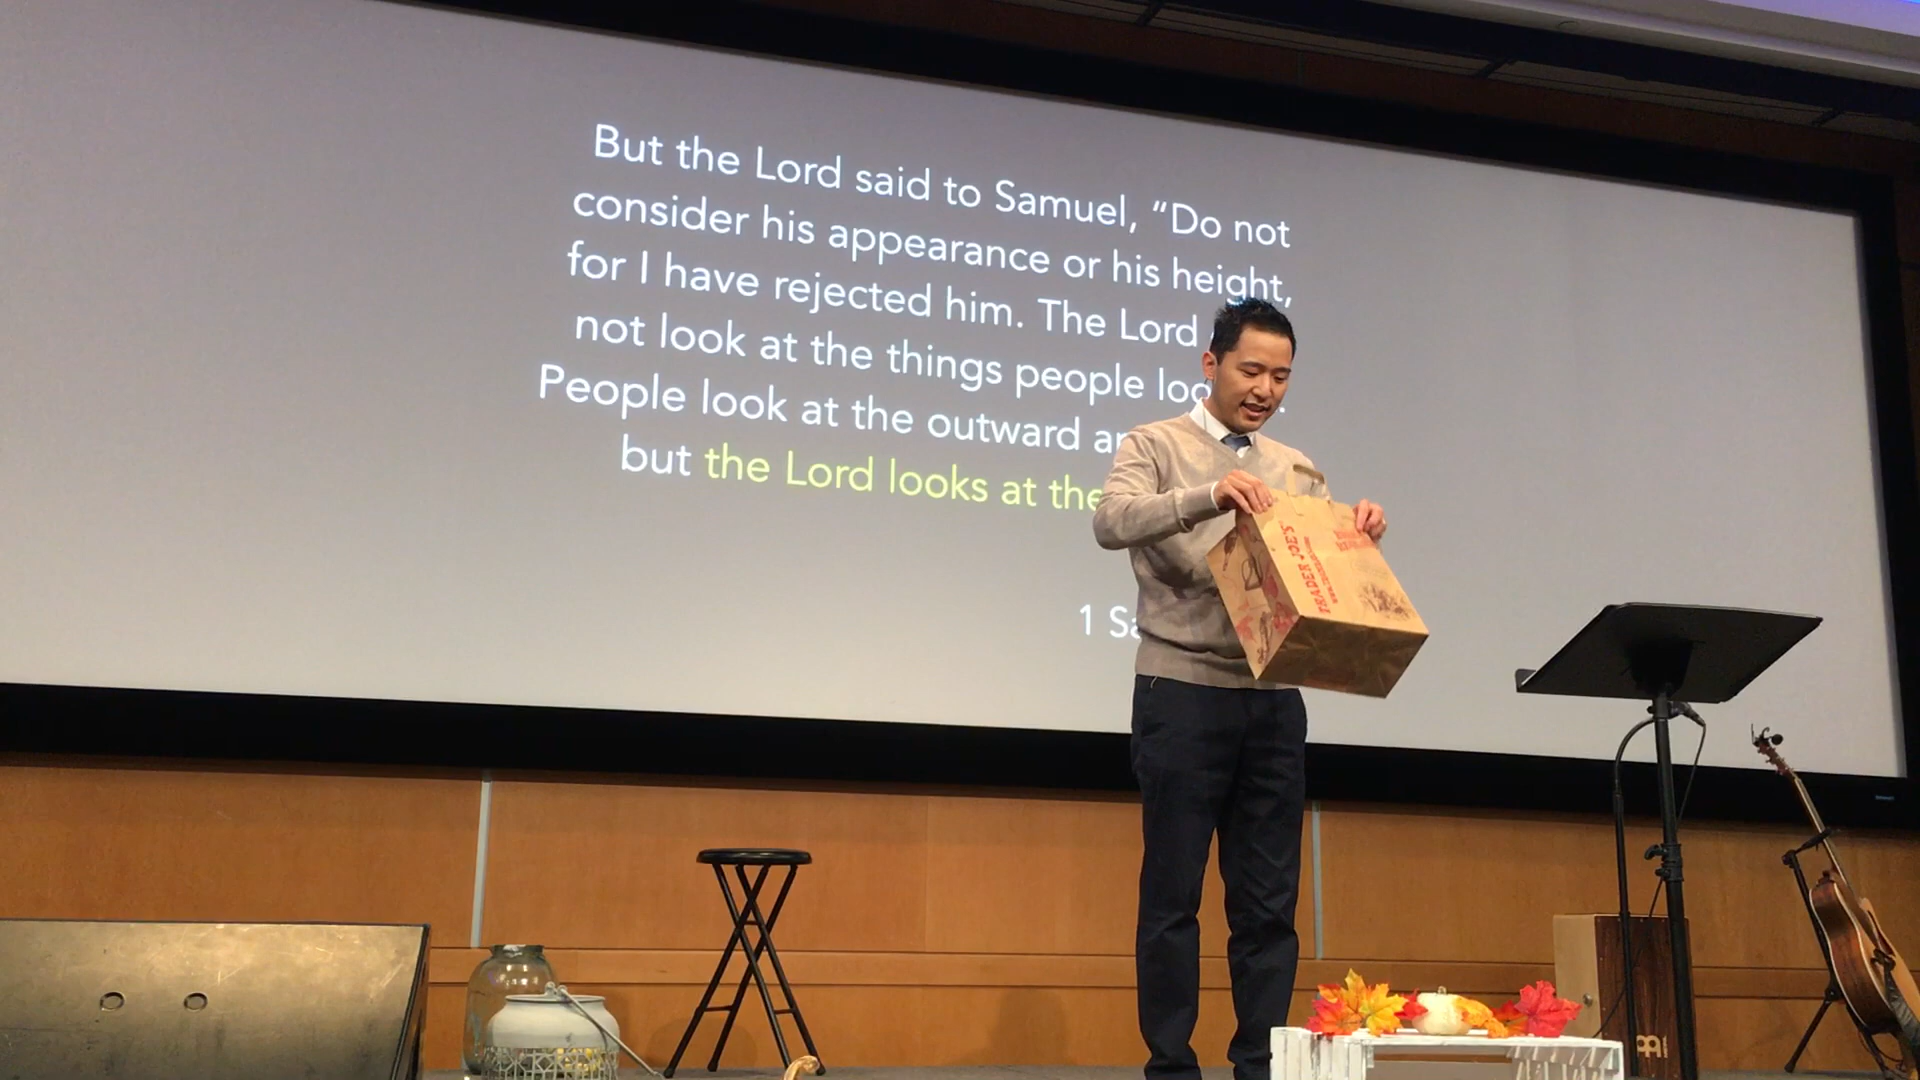 But the Lord said to Samuel, “Do not
consider his appearance or his height,
for I have rejected him. The Lord
not look at the things people
People look at the outward
but the Lord looks at the
1
TRADER JOE'S